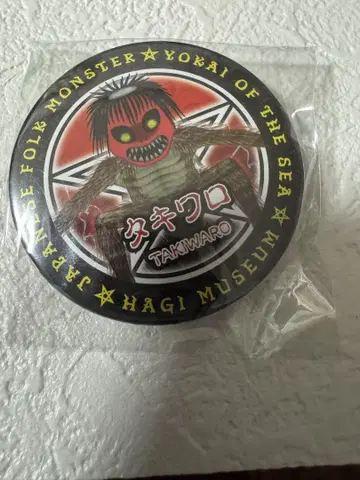 JAPANESE FOLK MONSTER☆YOKAI OF THE SEA☆
HAGI MUSEUM☆
タキワロ
TAKIWARO